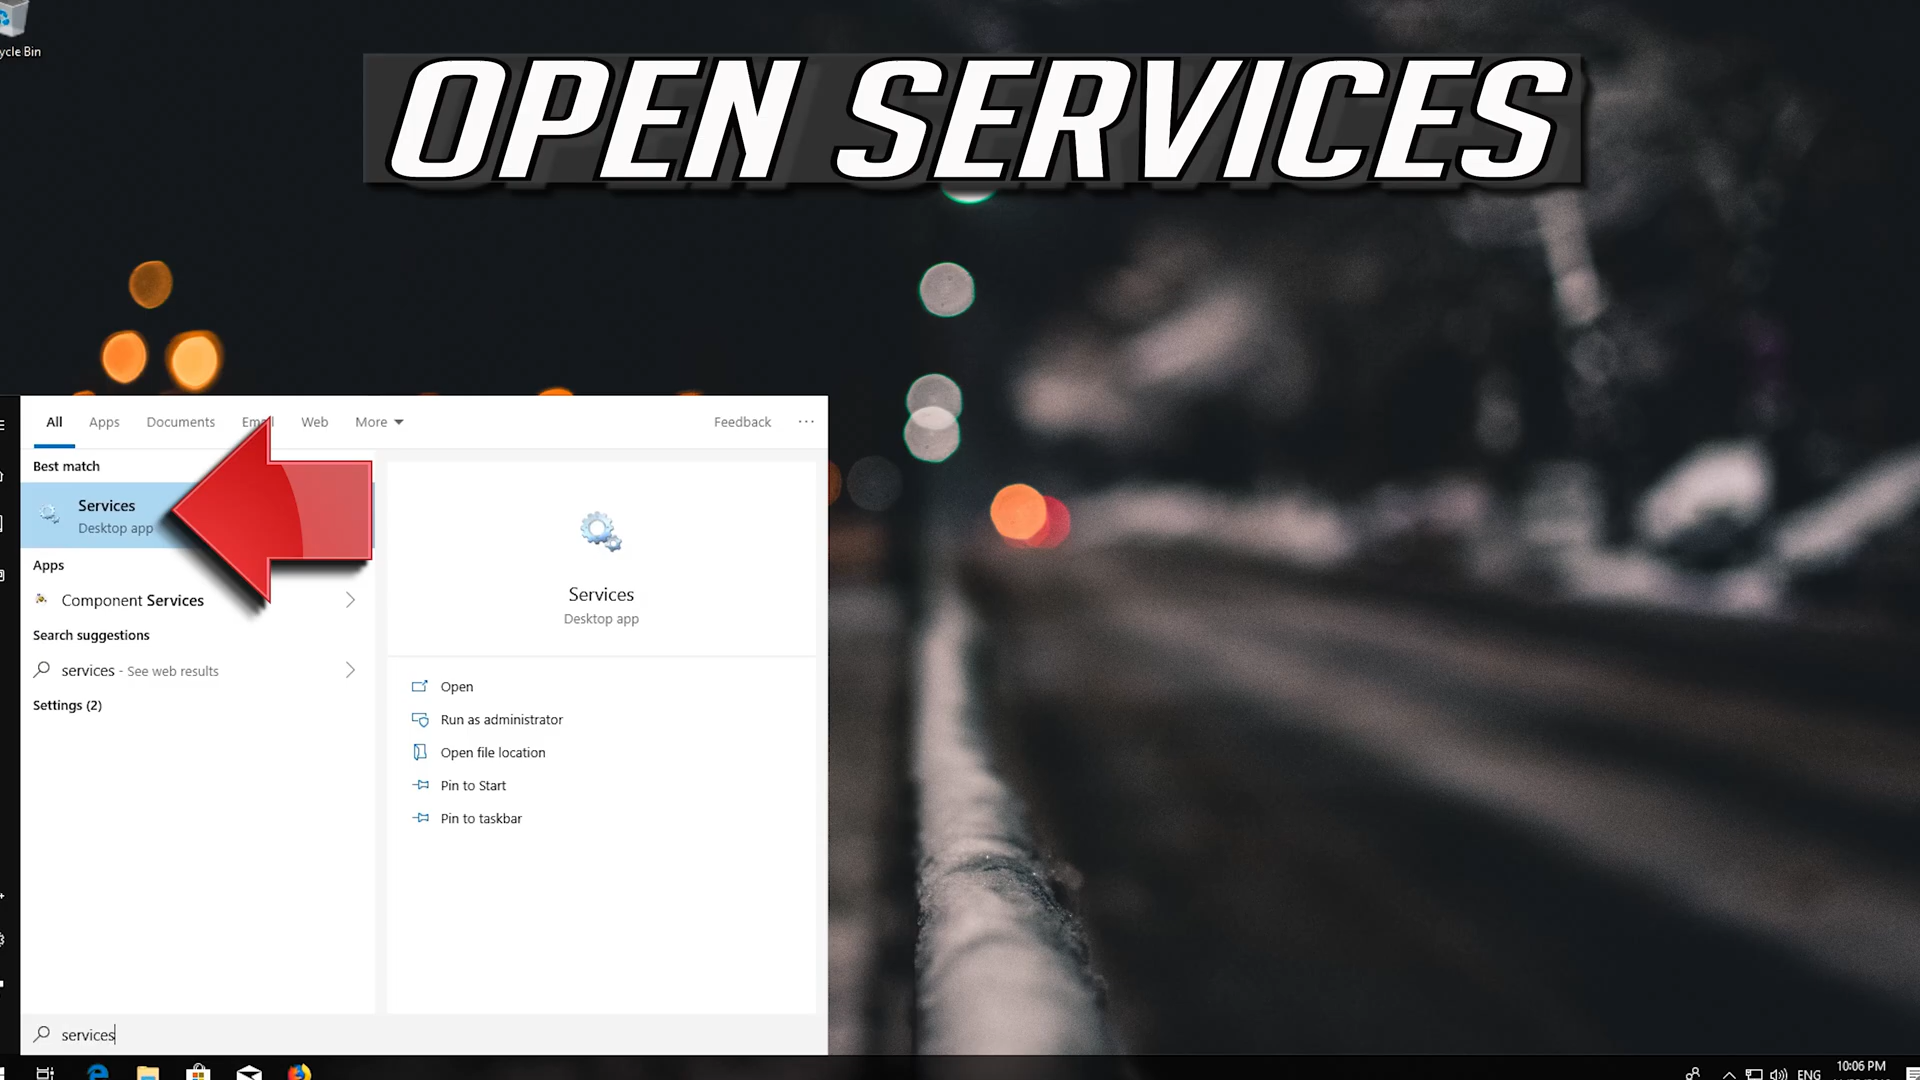 ycle Bin
OPEN SERVICES
All Apps Documents Email Web More Feedback
Best match
Services
Desktop app
Apps
Component Services
Search suggestions
services - See web results
Settings (2)
Services
Desktop app
Open
Run as administrator
Open file location
Pin to Start
Pin to taskbar
services
ENG
10:06 PM